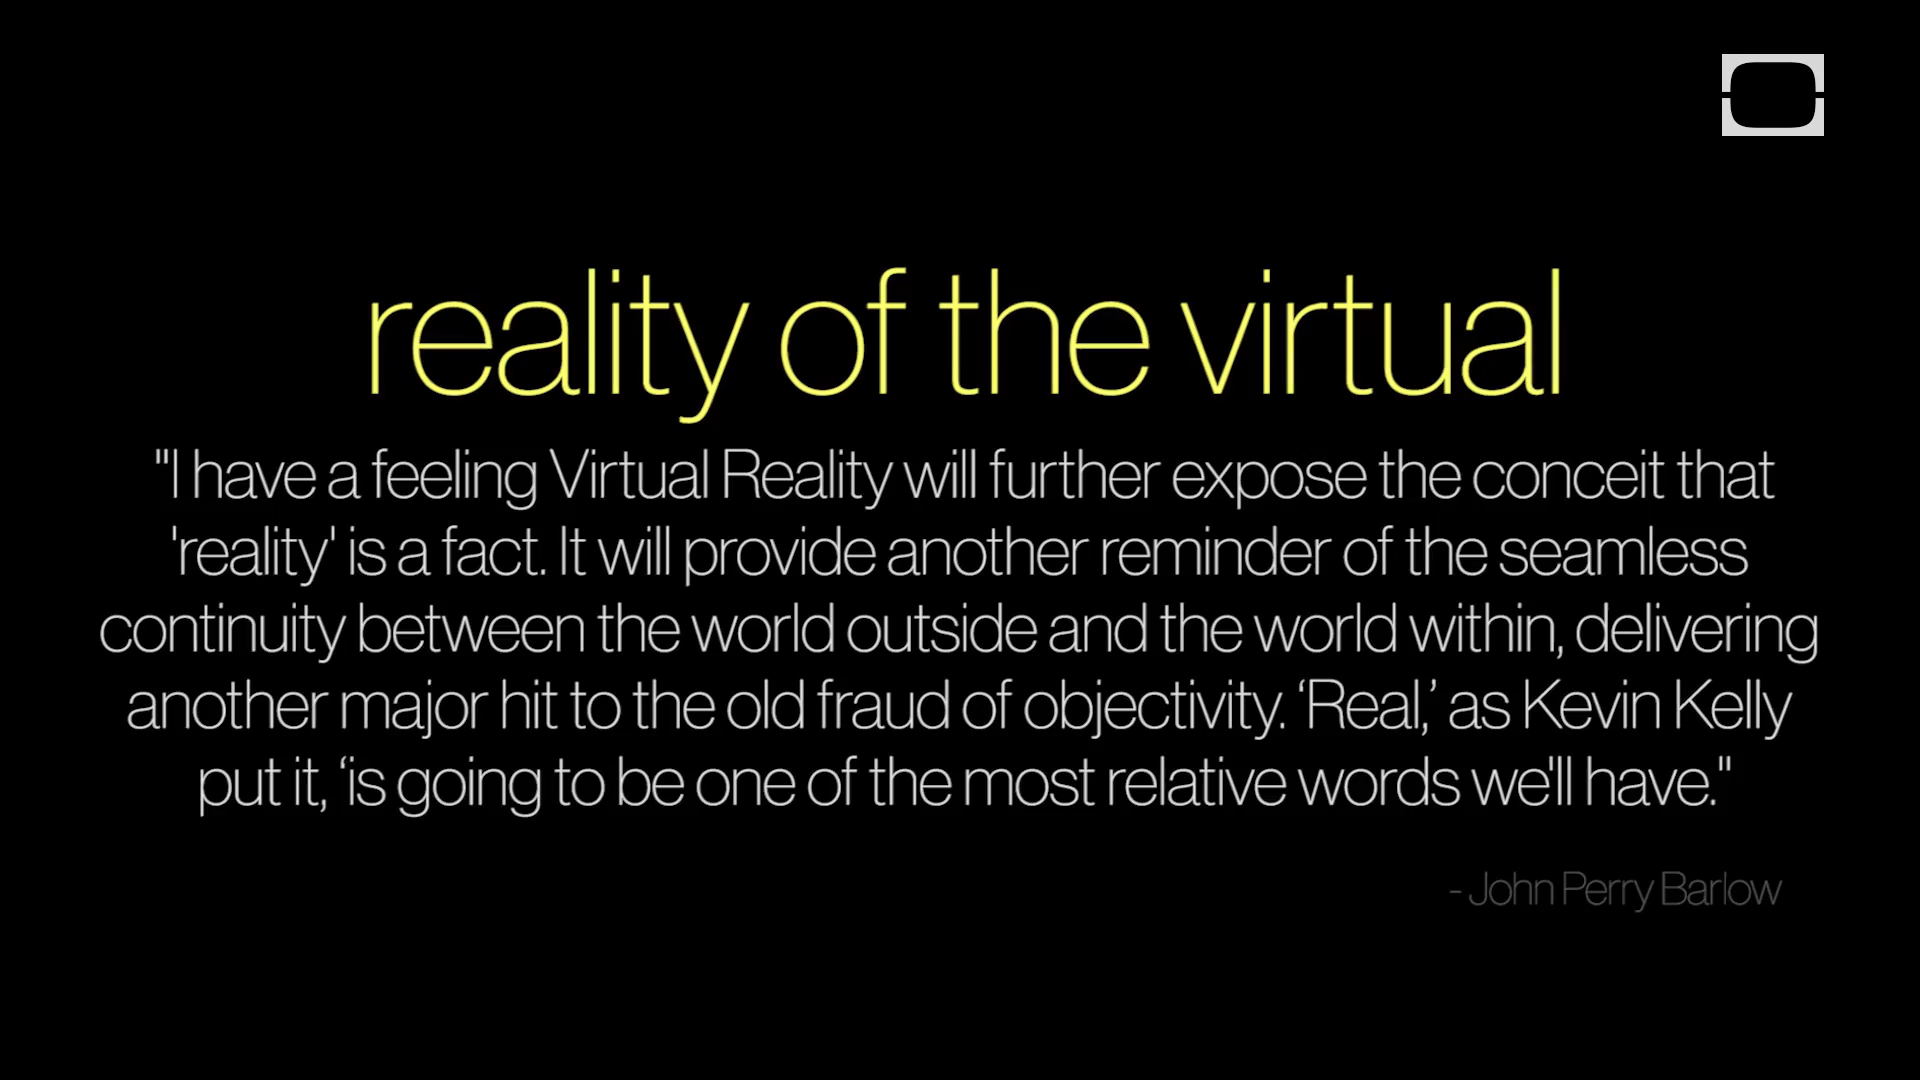 reality of the virtual
"I have a feeling Virtual Reality will further expose the conceit that
'reality' is a fact. It will provide another reminder of the seamless
continuity between the world outside and the world within, delivering
another major hit to the old fraud of objectivity. ‘Real,’ as Kevin Kelly
put it, ‘is going to be one of the most relative words we'll have."
- John Perry Barlow